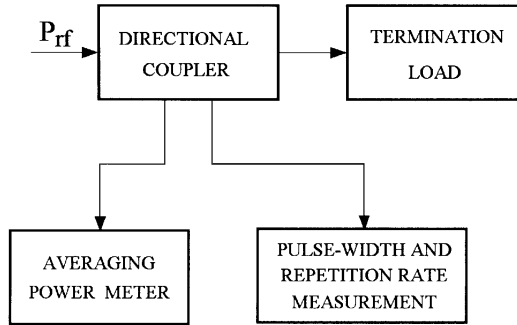 P_rf
DIRECTIONAL
COUPLER
TERMINATION
LOAD
AVERAGING
POWER METER
PULSE-WIDTH AND
REPETITION RATE
MEASUREMENT